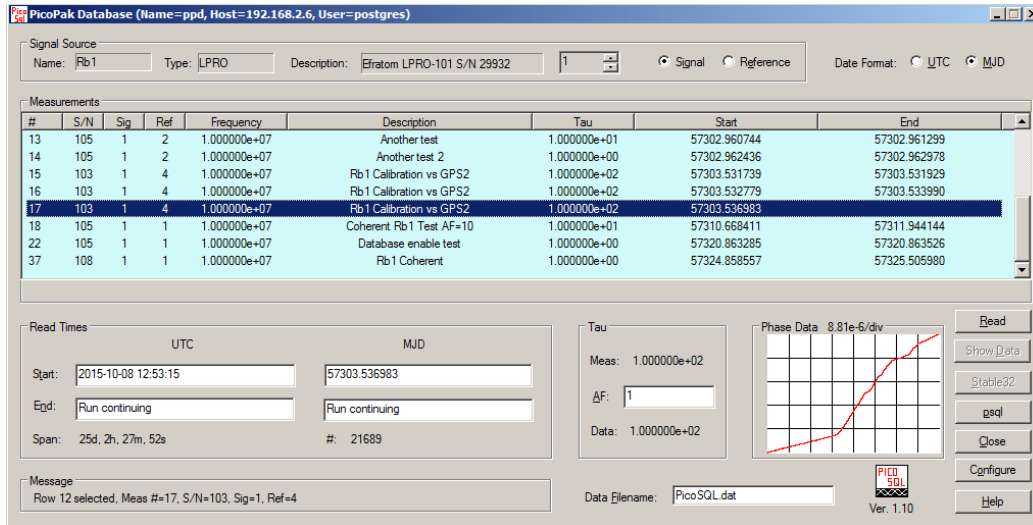 PicoPak Database (Name=ppd, Host=192.168.2.6, User=postgres)
Signal Source
Name: Rb1 Type: LPRO Description: Efratom LPRO-101 S/N 29932 1 Signal Reference Date Format: UTC MJD
Measurements
# S/N Sig Ref Frequency Description Tau Start End
13 105 1 2 1.000000e+07 Another test 1.000000e+01 57302.960744 57302.961299
14 105 1 2 1.000000e+07 Another test 2 1.000000e+00 57302.962436 57302.962978
15 103 1 4 1.000000e+07 Rb1 Calibration vs GPS2 1.000000e+02 57303.531739 57303.531929
16 103 1 4 1.000000e+07 Rb1 Calibration vs GPS2 1.000000e+02 57303.532779 57303.533990
17 103 1 4 1.000000e+07 Rb1 Calibration vs GPS2 1.000000e+02 57303.536983
18 105 1 1 1.000000e+07 Coherent Rb1 Test AF=10 1.000000e+01 57310.668411 57311.944144
22 105 1 1 1.000000e+07 Database enable test 1.000000e+00 57320.863285 57320.863526
37 108 1 1 1.000000e+07 Rb1 Coherent 1.000000e+00 57324.858557 57325.505980
Read Times
UTC MJD
Start: 2015-10-08 12:53:15 57303.536983
End: Run continuing Run continuing
Span: 25d, 2h, 27m, 52s #: 21689
Tau
Meas: 1.000000e+02
AF: 1
Data: 1.000000e+02
Phase Data 8.81e-6/div
Read
Show Data
Stable32
psql
Close
Configure
Help
Message
Row 12 selected, Meas #=17, S/N=103, Sig=1, Ref=4
Data Filename: PicoSQL.dat
PICO
SQL
Ver. 1.10